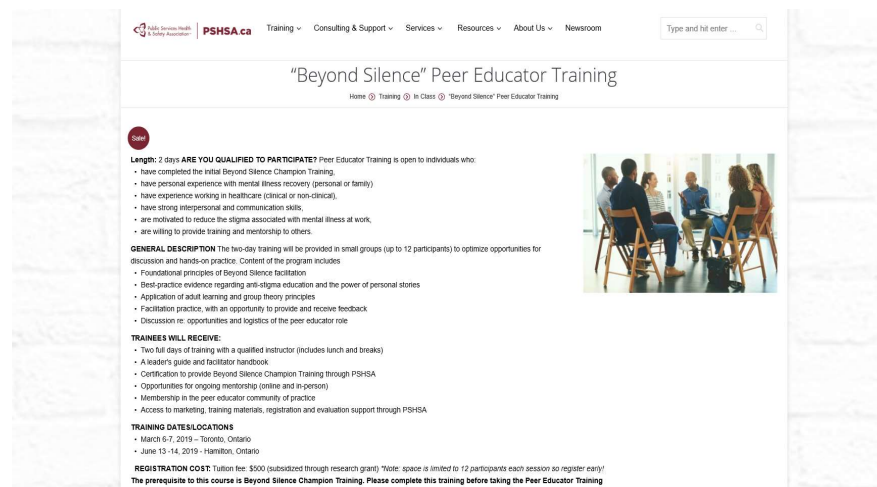 Public Services Health
& Safety Association™
PSHSA.ca
Training Consulting & Support Services Resources About Us Newsroom
Type and hit enter ...
“Beyond Silence” Peer Educator Training
Home Training In Class “Beyond Silence” Peer Educator Training
Sale!
Length: 2 days ARE YOU QUALIFIED TO PARTICIPATE? Peer Educator Training is open to individuals who:
• have completed the initial Beyond Silence Champion Training,
• have personal experience with mental illness recovery (personal or family)
• have experience working in healthcare (clinical or non-clinical),
• have strong interpersonal and communication skills,
• are motivated to reduce the stigma associated with mental illness at work,
• are willing to provide training and mentorship to others.
GENERAL DESCRIPTION The two-day training will be provided in small groups (up to 12 participants) to optimize opportunities for
discussion and hands-on practice. Content of the program includes
• Foundational principles of Beyond Silence facilitation
• Best-practice evidence regarding anti-stigma education and the power of personal stories
• Application of adult learning and group theory principles
• Facilitation practice, with an opportunity to provide and receive feedback
• Discussion re: opportunities and logistics of the peer educator role
TRAINEES WILL RECEIVE:
• Two full days of training with a qualified instructor (includes lunch and breaks)
• A leader's guide and facilitator handbook
• Certification to provide Beyond Silence Champion Training through PSHSA
• Opportunities for ongoing mentorship (online and in-person)
• Membership in the peer educator community of practice
• Access to marketing, training materials, registration and evaluation support through PSHSA
TRAINING DATES/LOCATIONS
• March 6-7, 2019 – Toronto, Ontario
• June 13 -14, 2019 - Hamilton, Ontario
REGISTRATION COST: Tuition fee: $500 (subsidized through research grant) *Note: space is limited to 12 participants each session so register early!
The prerequisite to this course is Beyond Silence Champion Training. Please complete this training before taking the Peer Educator Training